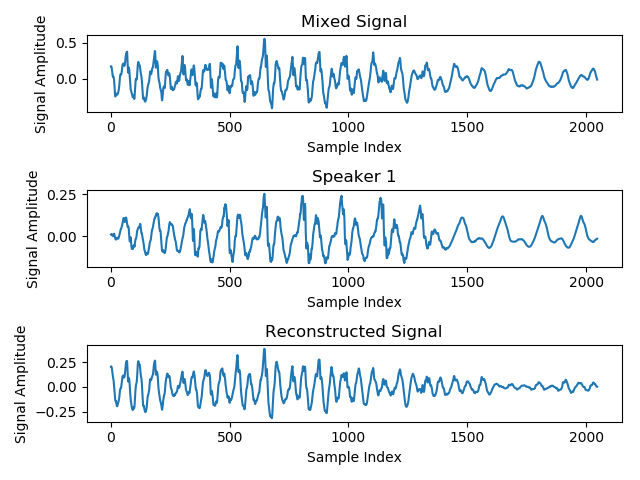 Mixed Signal
Signal Amplitude
0.5
0.0
0 500 1000 1500 2000
Sample Index
Speaker 1
Signal Amplitude
0.25
0.00
0 500 1000 1500 2000
Sample Index
Reconstructed Signal
Signal Amplitude
0.25
0.00
−0.25
0 500 1000 1500 2000
Sample Index